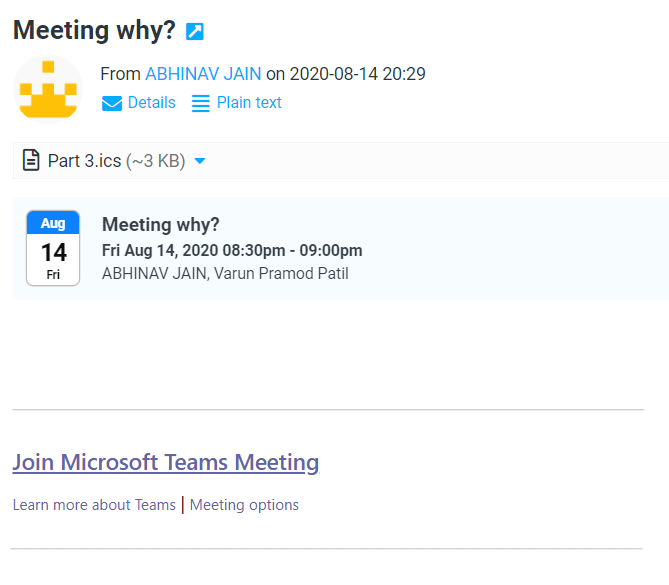 Meeting why?
From ABHINAV JAIN on 2020-08-14 20:29
Details Plain text
Part 3.ics (~3 KB)
Aug
14
Fri
Meeting why?
Fri Aug 14, 2020 08:30pm - 09:00pm
ABHINAV JAIN, Varun Pramod Patil
Join Microsoft Teams Meeting
Learn more about Teams | Meeting options